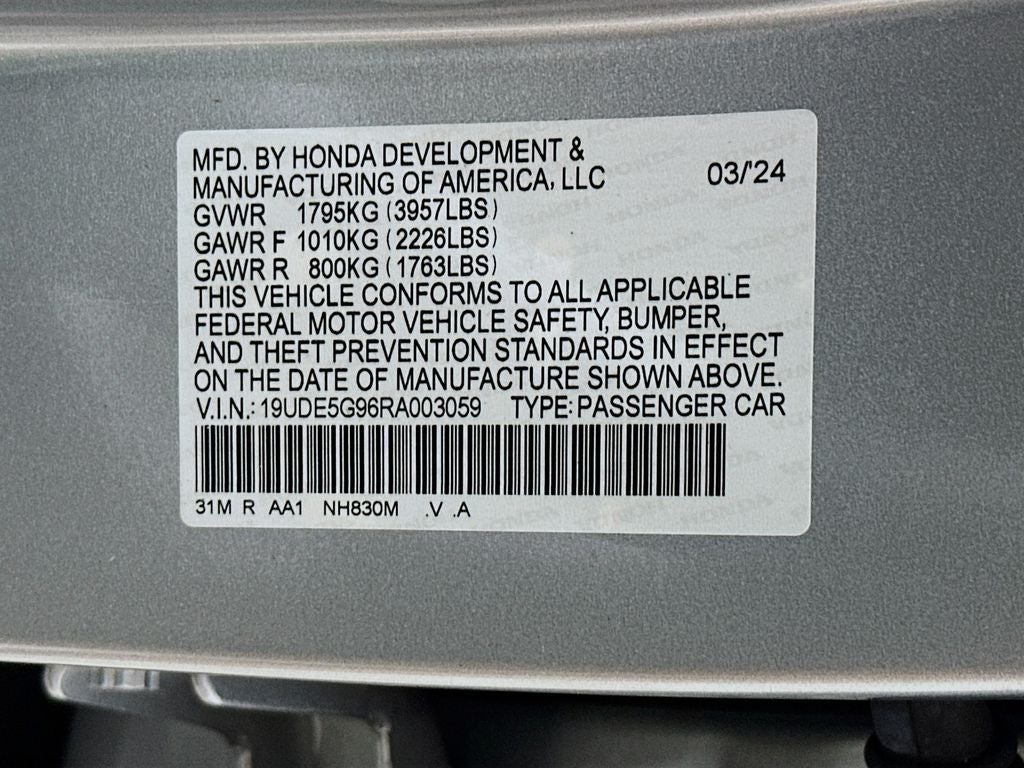 MFD. BY HONDA DEVELOPMENT &
MANUFACTURING OF AMERICA, LLC 03/'24
GVWR 1795KG (3957LBS)
GAWR F 1010KG (2226LBS)
GAWR R 800KG (1763LBS)
THIS VEHICLE CONFORMS TO ALL APPLICABLE
FEDERAL MOTOR VEHICLE SAFETY, BUMPER,
AND THEFT PREVENTION STANDARDS IN EFFECT
ON THE DATE OF MANUFACTURE SHOWN ABOVE.
V.I.N.: 19UDE5G96RA003059 TYPE: PASSENGER CAR
31M R AA1 NH830M .V .A